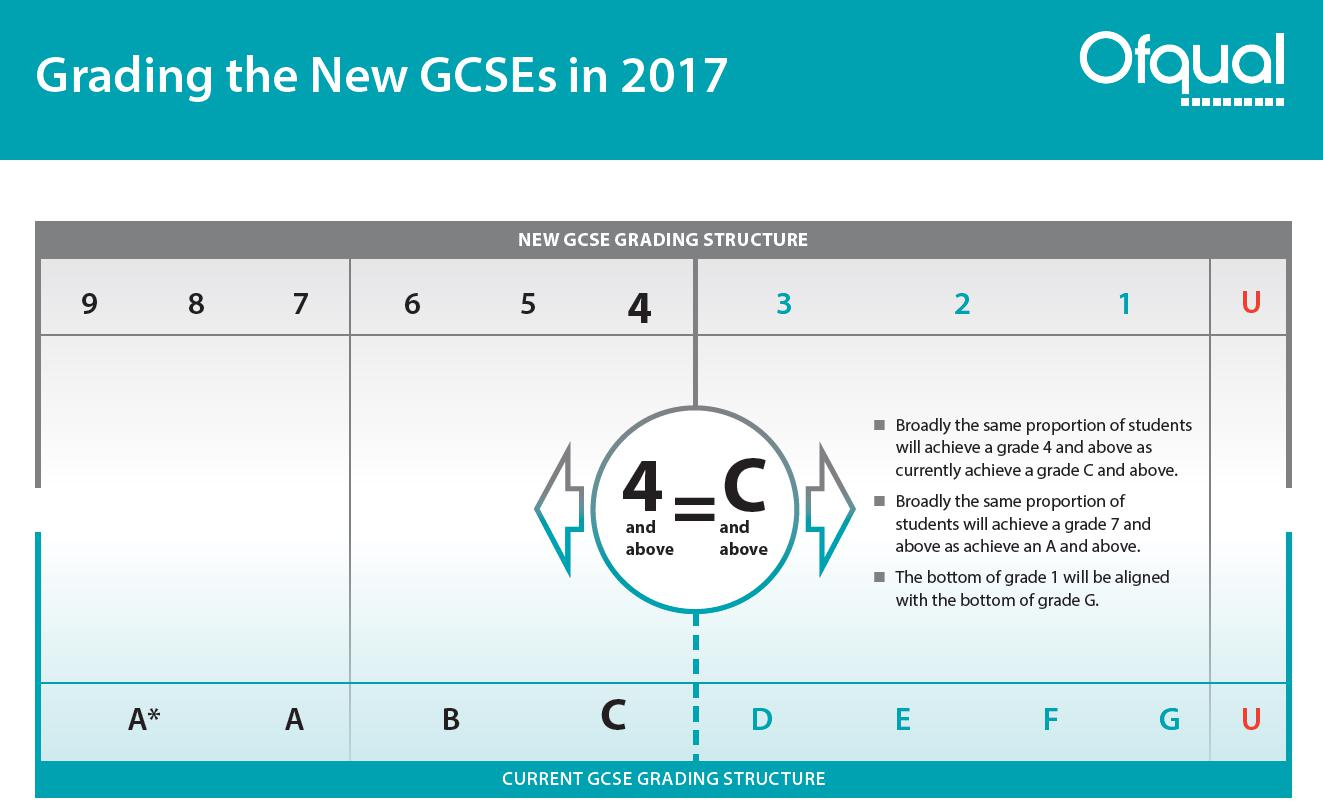 Grading the New GCSEs in 2017
Ofqual
NEW GCSE GRADING STRUCTURE
9 8 7 6 5 4 3 2 1 U
4 = C
and above and above
■ Broadly the same proportion of students
will achieve a grade 4 and above as
currently achieve a grade C and above.
■ Broadly the same proportion of
students will achieve a grade 7 and
above as achieve an A and above.
■ The bottom of grade 1 will be aligned
with the bottom of grade G.
A* A B C D E F G U
CURRENT GCSE GRADING STRUCTURE